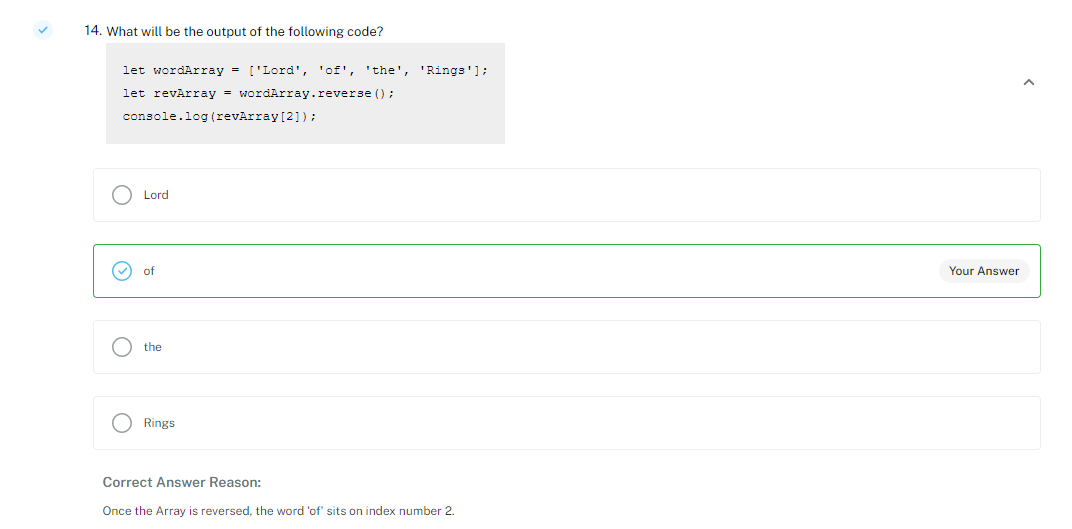 14. What will be the output of the following code?
let wordArray = ['Lord', 'of', 'the', 'Rings'];
let revArray = wordArray.reverse();
console.log(revArray[2]);
Lord
of Your Answer
the
Rings
Correct Answer Reason:
Once the Array is reversed, the word 'of' sits on index number 2.